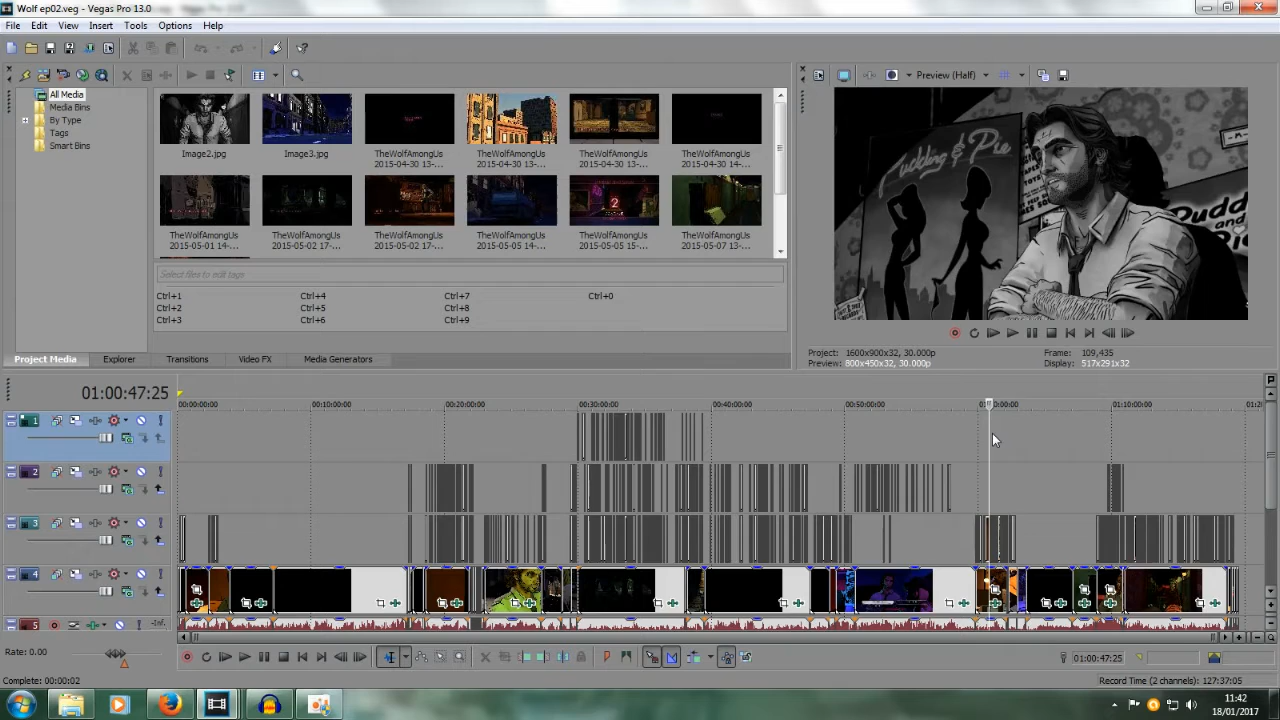 Wolf ep02.veg - Vegas Pro 13.0
File Edit View Insert Tools Options Help
All Media
Media Bins
By Type
Tags
Smart Bins
Image2.jpg
Image3.jpg
TheWolfAmongUs
2015-04-30 13-...
TheWolfAmongUs
2015-04-30 13-...
TheWolfAmongUs
2015-04-30 13-...
TheWolfAmongUs
2015-04-30 14-...
TheWolfAmongUs
2015-05-01 14-...
TheWolfAmongUs
2015-05-02 17-...
TheWolfAmongUs
2015-05-02 17-...
TheWolfAmongUs
2015-05-05 14-...
TheWolfAmongUs
2015-05-05 15-...
TheWolfAmongUs
2015-05-07 13-...
2
Select files to edit tags
Ctrl+1 Ctrl+4 Ctrl+7 Ctrl+0
Ctrl+2 Ctrl+5 Ctrl+8
Ctrl+3 Ctrl+6 Ctrl+9
Project Media Explorer Transitions Video FX Media Generators
Preview (Half)
Pudding & Pie
Project: 1600x900x32, 30.000p
Preview: 800x450x32, 30.000p
Frame: 109,435
Display: 517x291x32
01:00:47:25
00:00:00:00 00:10:00:00 00:20:00:00 00:30:00:00 00:40:00:00 00:50:00:00 01:10:00:00
1
2
3
4
5
-Inf.
Rate: 0.00
01:00:47:25
Complete: 00:00:02
Record Time (2 channels): 127:37:05
11:42
18/01/2017